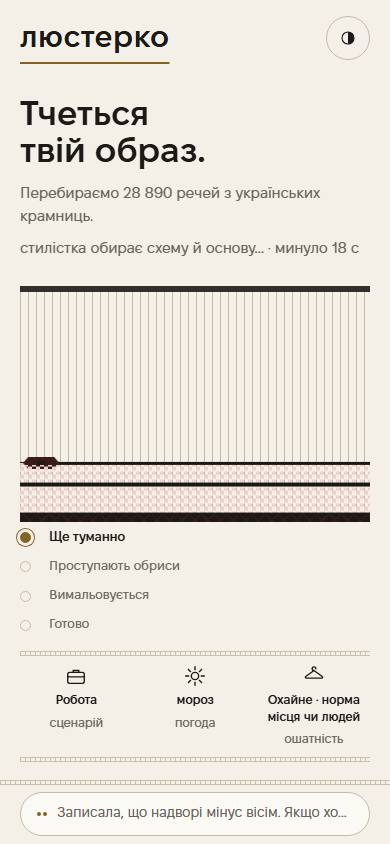 люстерко
Тчеться
твій образ.
Перебираємо 28 890 речей з українських
крамниць.
стилістка обирає схему й основу... · минуло 18 с
Ще туманно
Проступають обриси
Вимальовується
Готово
Робота
сценарій
мороз
погода
Охайне · норма
місця чи людей
ошатність
Записала, що надворі мінус вісім. Якщо хо...